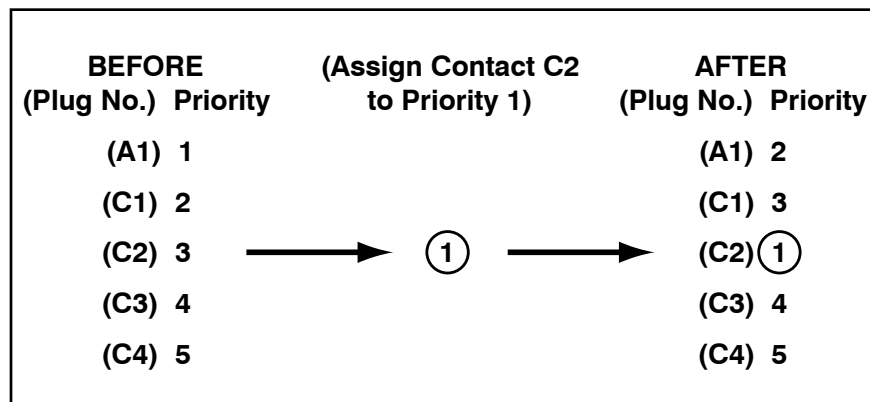 BEFORE (Assign Contact C2 AFTER
(Plug No.) Priority to Priority 1) (Plug No.) Priority
(A1) 1 (A1) 2
(C1) 2 (C1) 3
(C2) 3 1 (C2) 1
(C3) 4 (C3) 4
(C4) 5 (C4) 5